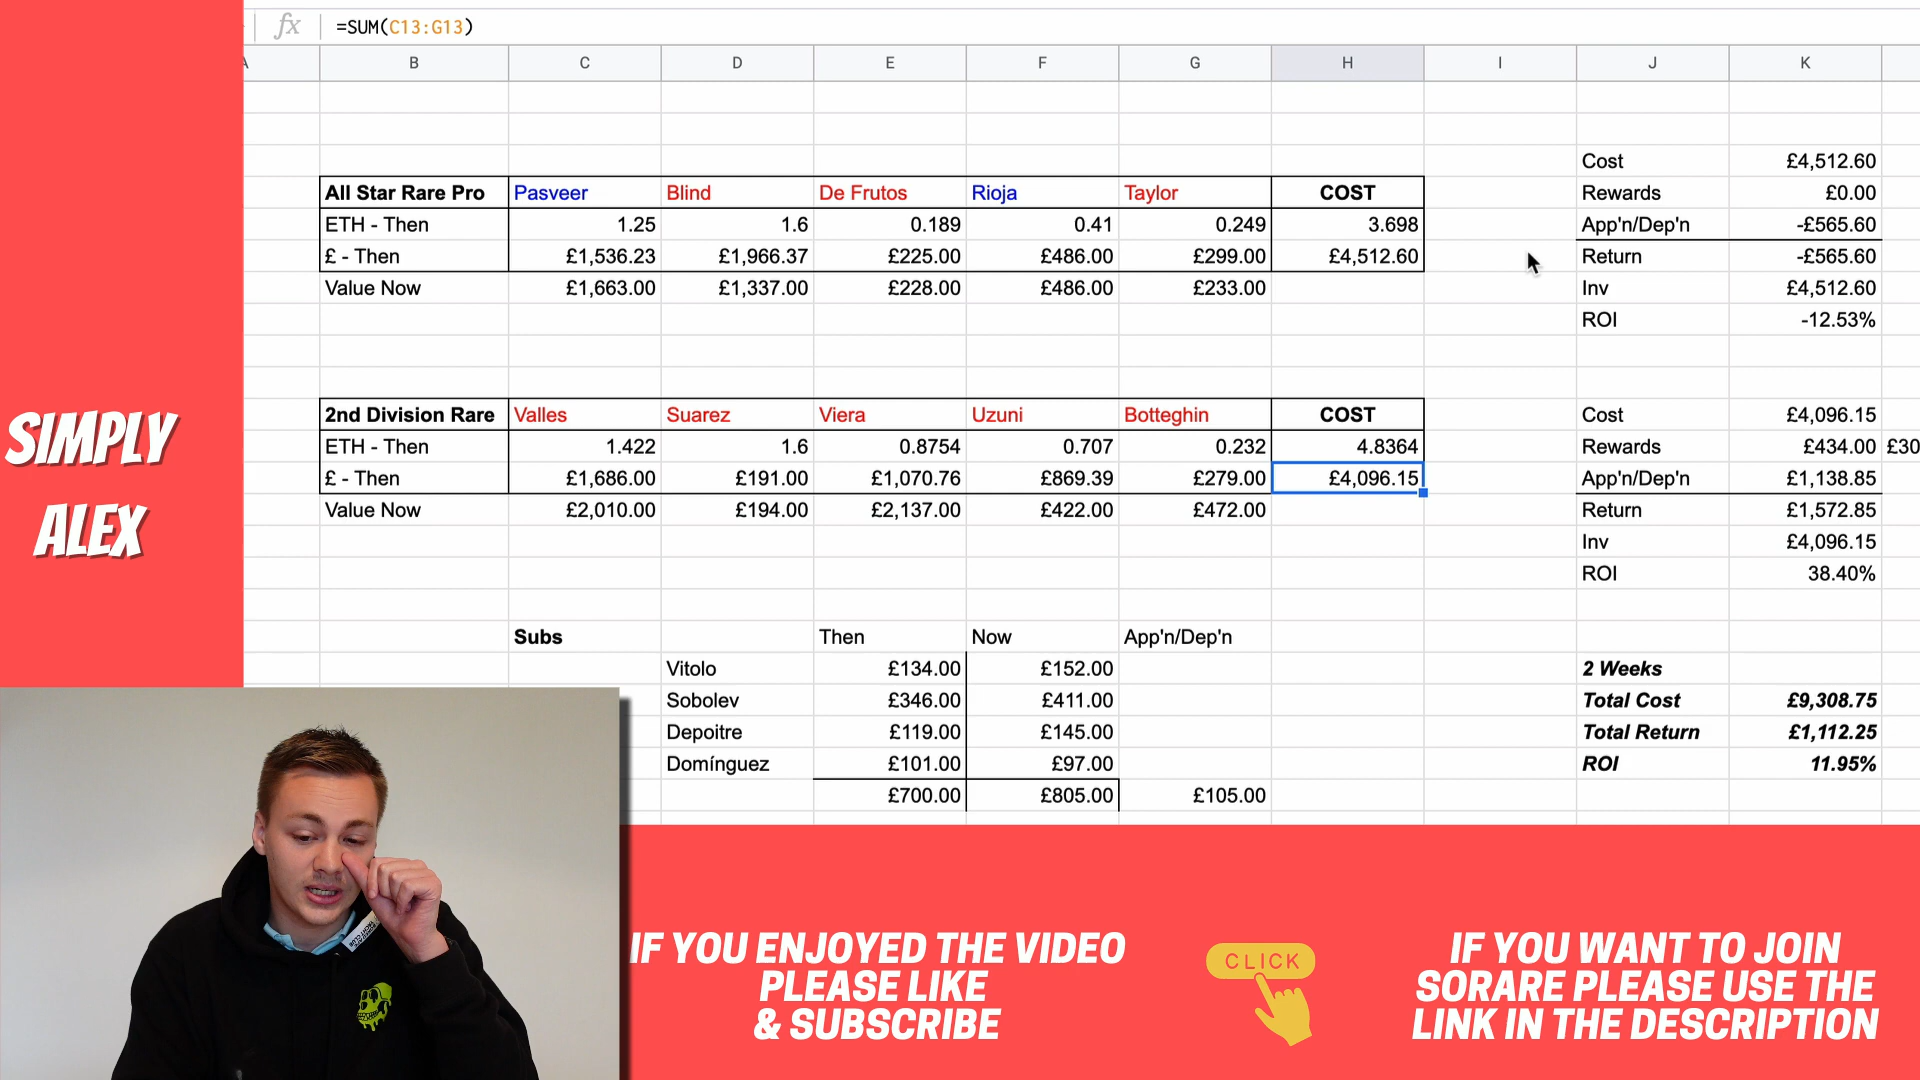 fx =SUM(C13:G13)
A B C D E F G H I J K
Cost £4,512.60
All Star Rare Pro Pasveer Blind De Frutos Rioja Taylor COST Rewards £0.00
ETH - Then 1.25 1.6 0.189 0.41 0.249 3.698 App'n/Dep'n -£565.60
£ - Then £1,536.23 £1,966.37 £225.00 £486.00 £299.00 £4,512.60 Return -£565.60
Value Now £1,663.00 £1,337.00 £228.00 £486.00 £233.00 Inv £4,512.60
ROI -12.53%
2nd Division Rare Valles Suarez Viera Uzuni Botteghin COST Cost £4,096.15
ETH - Then 1.422 1.6 0.8754 0.707 0.232 4.8364 Rewards £434.00 £30
£ - Then £1,686.00 £191.00 £1,070.76 £869.39 £279.00 £4,096.15 App'n/Dep'n £1,138.85
Value Now £2,010.00 £194.00 £2,137.00 £422.00 £472.00 Return £1,572.85
Inv £4,096.15
ROI 38.40%
Subs Then Now App'n/Dep'n
Vitolo £134.00 £152.00 2 Weeks
Sobolev £346.00 £411.00 Total Cost £9,308.75
Depoitre £119.00 £145.00 Total Return £1,112.25
Domínguez £101.00 £97.00 ROI 11.95%
£700.00 £805.00 £105.00
SIMPLY
ALEX
IF YOU ENJOYED THE VIDEO
PLEASE LIKE
& SUBSCRIBE
CLICK
IF YOU WANT TO JOIN
SORARE PLEASE USE THE
LINK IN THE DESCRIPTION